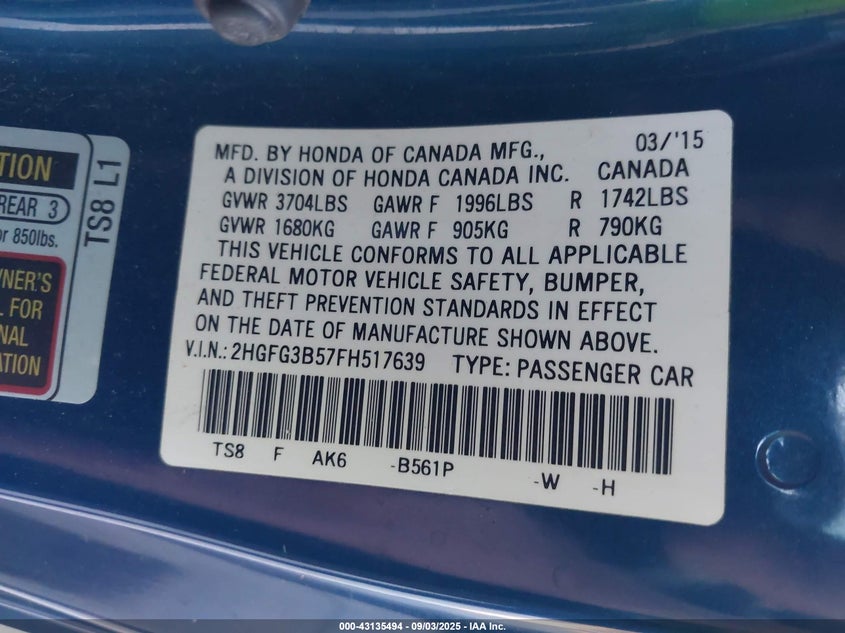 TION
REAR 3
or 850lbs.
TS8 L1
WNER'S
L FOR
NAL
ATION
03/'15
MFD. BY HONDA OF CANADA MFG.,
A DIVISION OF HONDA CANADA INC. CANADA
GVWR 3704LBS GAWR F 1996LBS R 1742LBS
GVWR 1680KG GAWR F 905KG R 790KG
THIS VEHICLE CONFORMS TO ALL APPLICABLE
FEDERAL MOTOR VEHICLE SAFETY, BUMPER,
AND THEFT PREVENTION STANDARDS IN EFFECT
ON THE DATE OF MANUFACTURE SHOWN ABOVE.
V.I.N.: 2HGFG3B57FH517639 TYPE: PASSENGER CAR
TS8 F AK6 -B561P -W -H
000-43135494 - 09/03/2025 - IAA Inc.